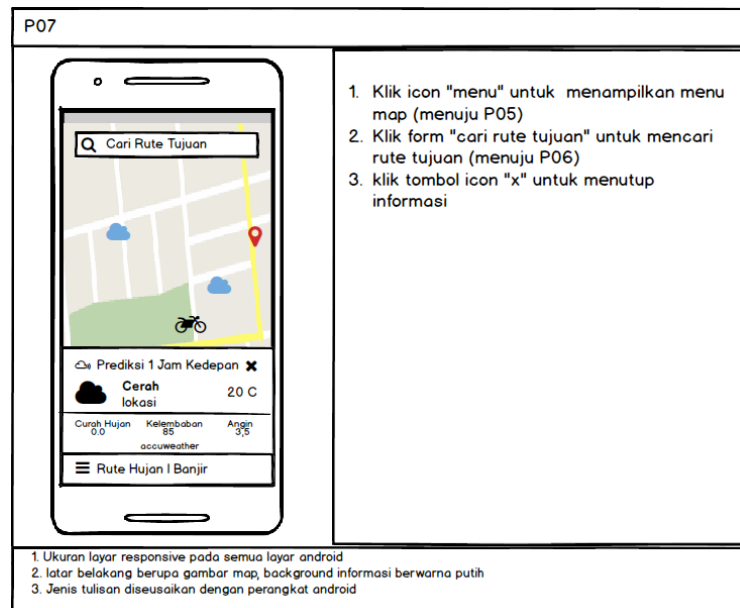 P07
Cari Rute Tujuan
Prediksi 1 Jam Kedepan
Cerah
lokasi
20 C
Curah Hujan Kelembaban Angin
0.0 85 3,5
accuweather
Rute Hujan | Banjir
1. Klik icon "menu" untuk menampilkan menu
map (menuju P05)
2. Klik form "cari rute tujuan" untuk mencari
rute tujuan (menuju P06)
3. klik tombol icon "x" untuk menutup
informasi
1. Ukuran layar responsive pada semua layar android
2. latar belakang berupa gambar map, background informasi berwarna putih
3. Jenis tulisan diseusaikan dengan perangkat android